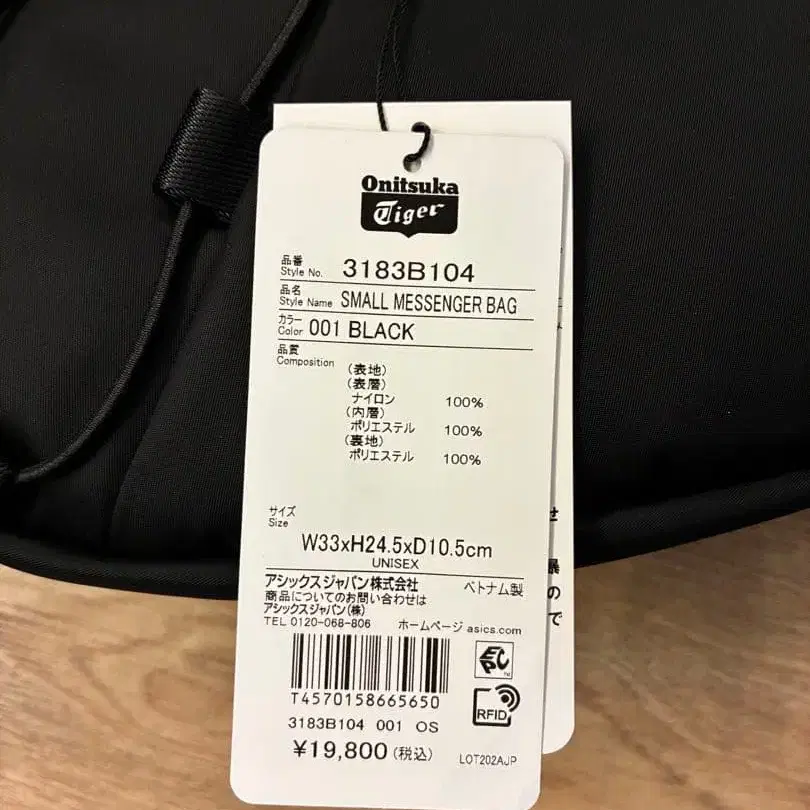 Onitsuka
Tiger
品番
Style No. 3183B104
品名
Style Name SMALL MESSENGER BAG
カラー
Color 001 BLACK
品質
Composition
(表地)
(表層)
ナイロン 100%
(内層)
ポリエステル 100%
(裏地)
ポリエステル 100%
サイズ
Size
W33xH24.5xD10.5cm
UNISEX
アシックスジャパン株式会社 ベトナム製
商品についてのお問い合わせは
アシックスジャパン(株)
TEL 0120-068-806 ホームページ asics.com
EPC
T4570158665650
RFID
3183B104 001 OS
¥19,800(税込)
LOT202AJP
せ
暴
の
で